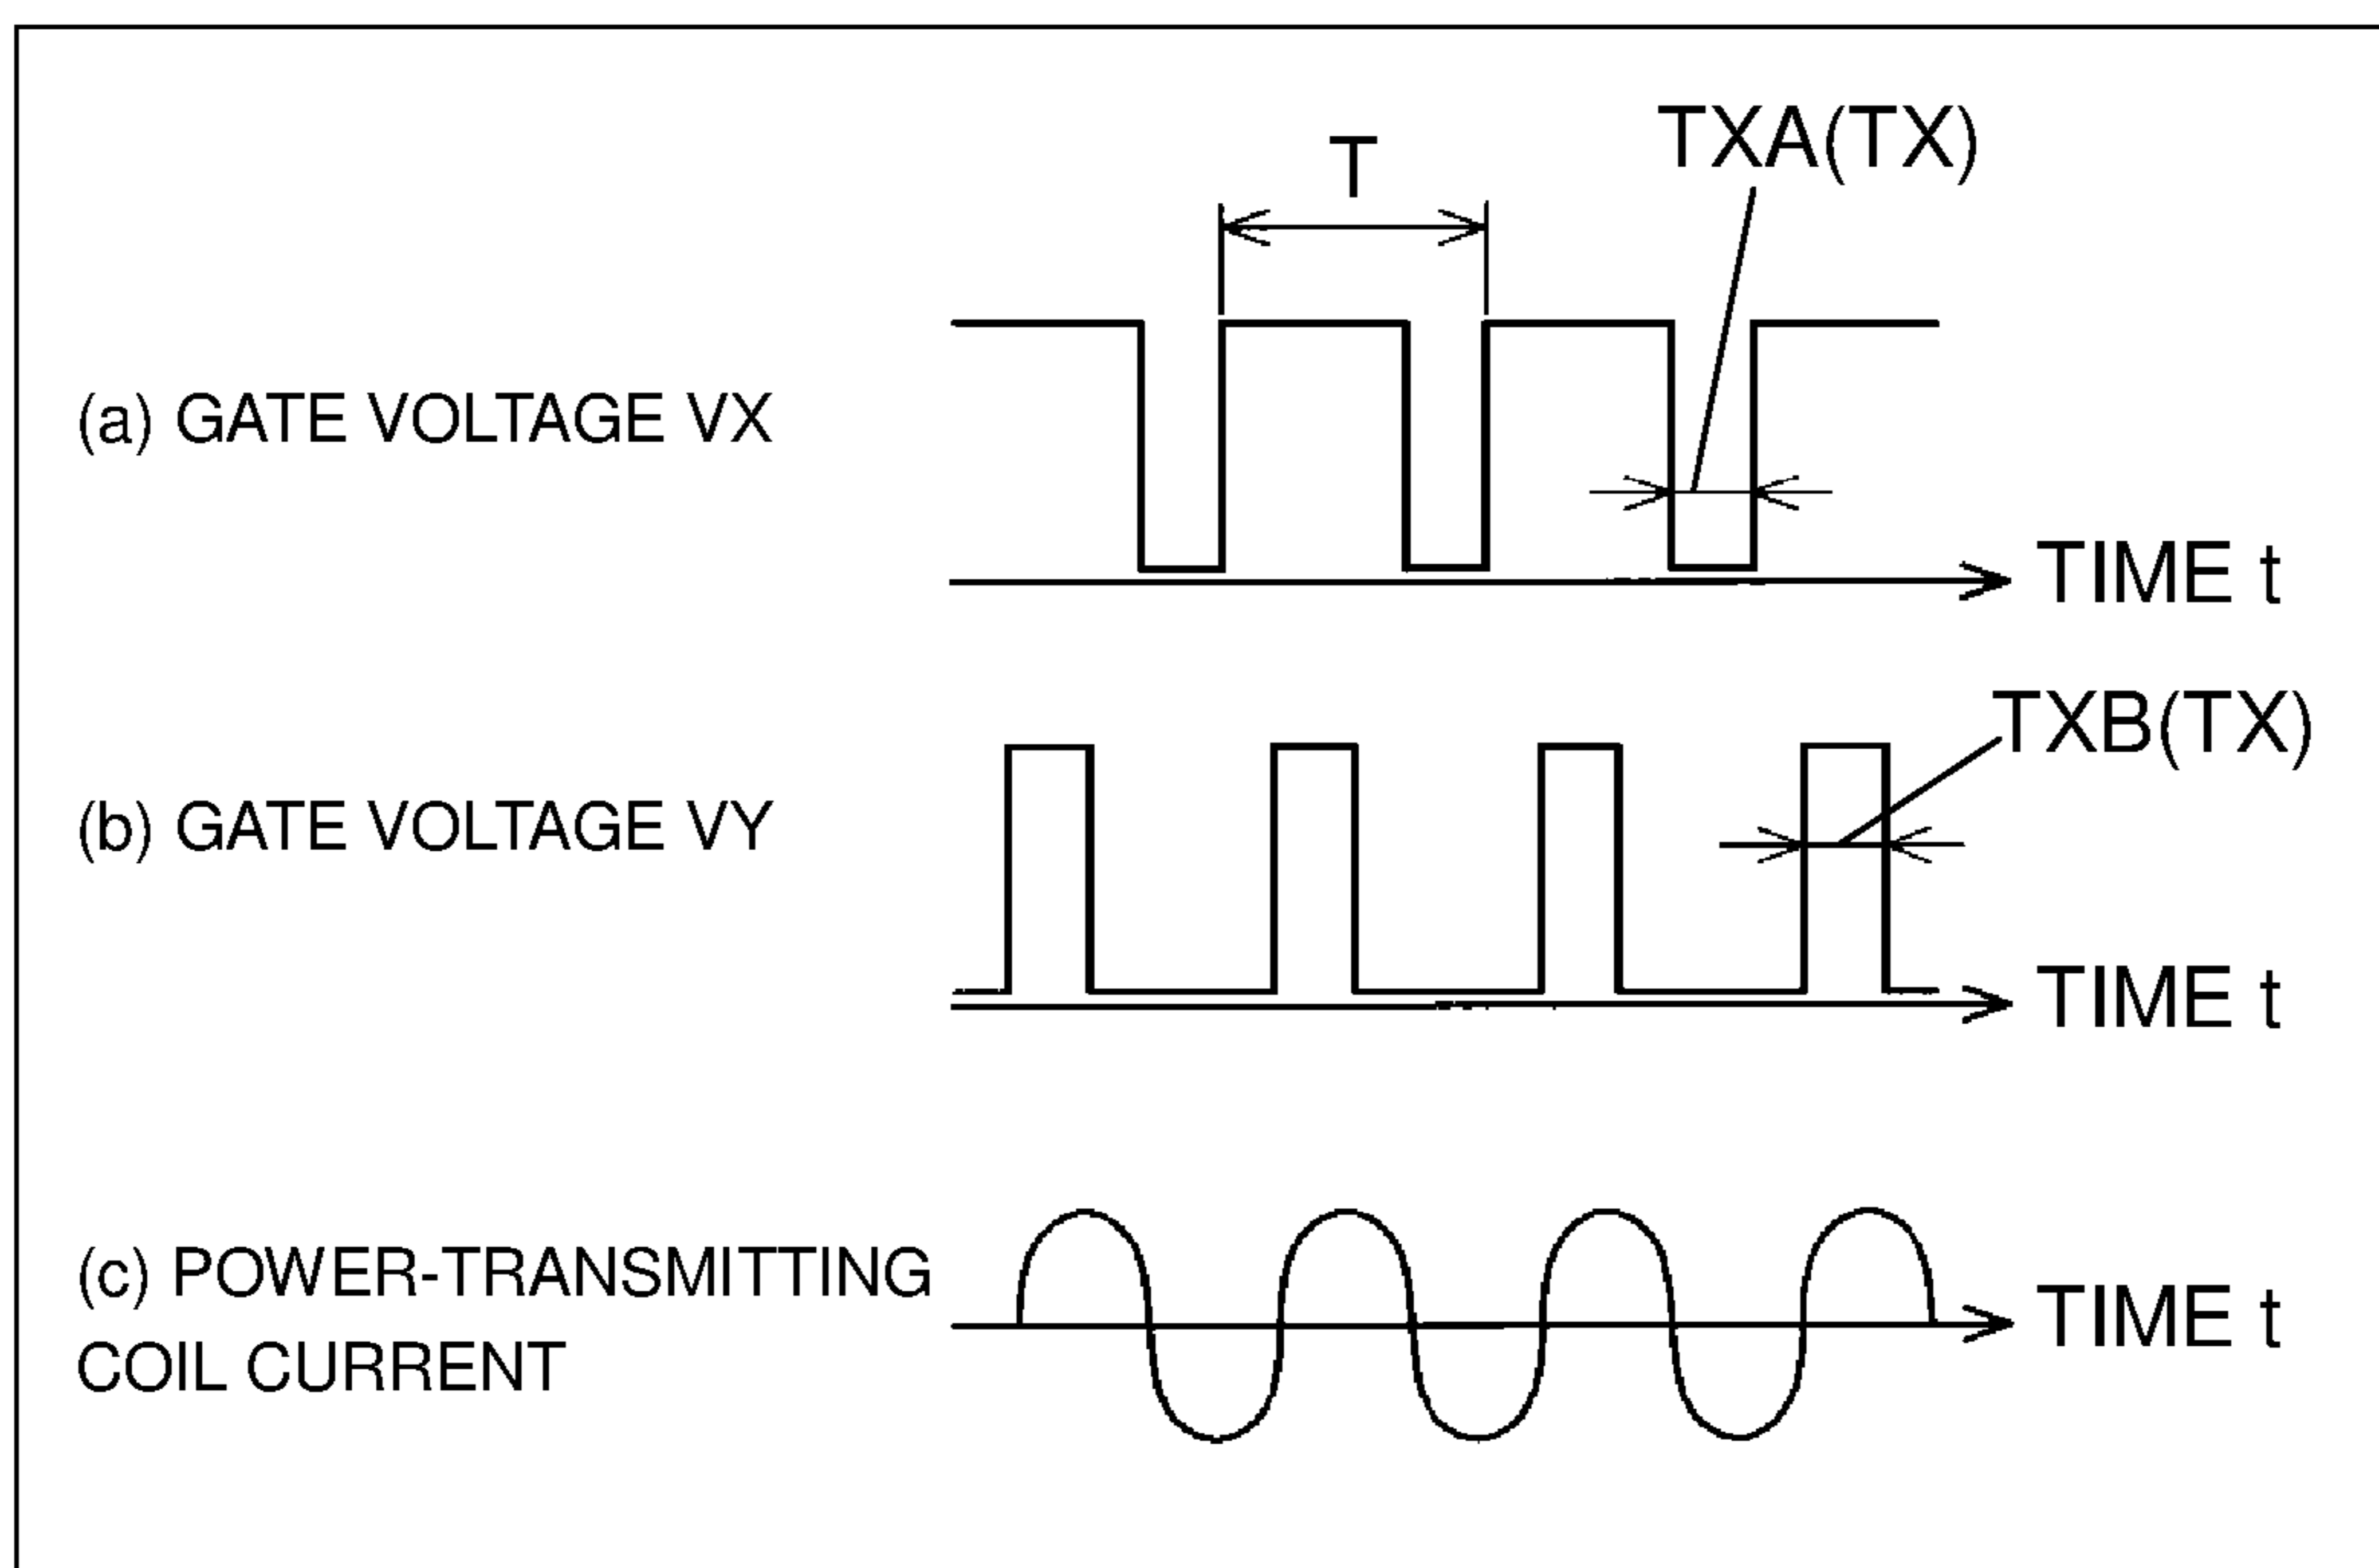 T
TXA(TX)
(a) GATE VOLTAGE VX
TIME t
TXB(TX)
(b) GATE VOLTAGE VY
TIME t
(c) POWER-TRANSMITTING
COIL CURRENT
TIME t